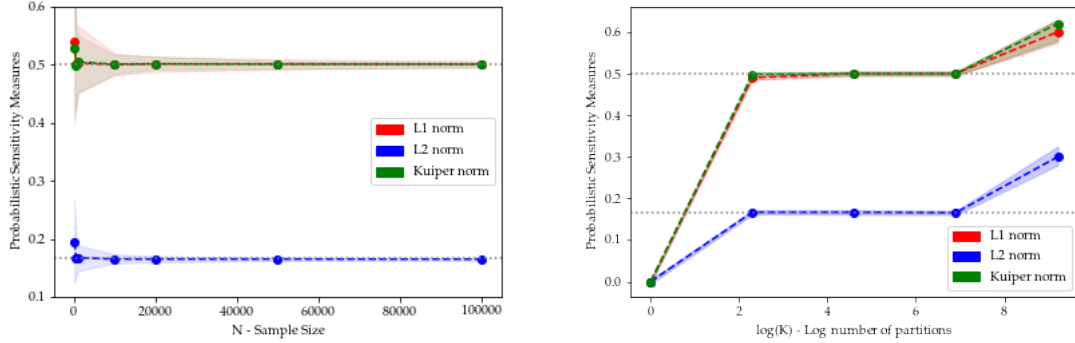 Probabilistic Sensitivity Measures
0.6
0.5
0.4
0.3
0.2
0.1
L1 norm
L2 norm
Kuiper norm
0 20000 40000 60000 80000 100000
N - Sample Size
Probabilistic Sensitivity Measures
0.6
0.5
0.4
0.3
0.2
0.1
0.0
L1 norm
L2 norm
Kuiper norm
0 2 4 6 8
log(K) - Log number of partitions